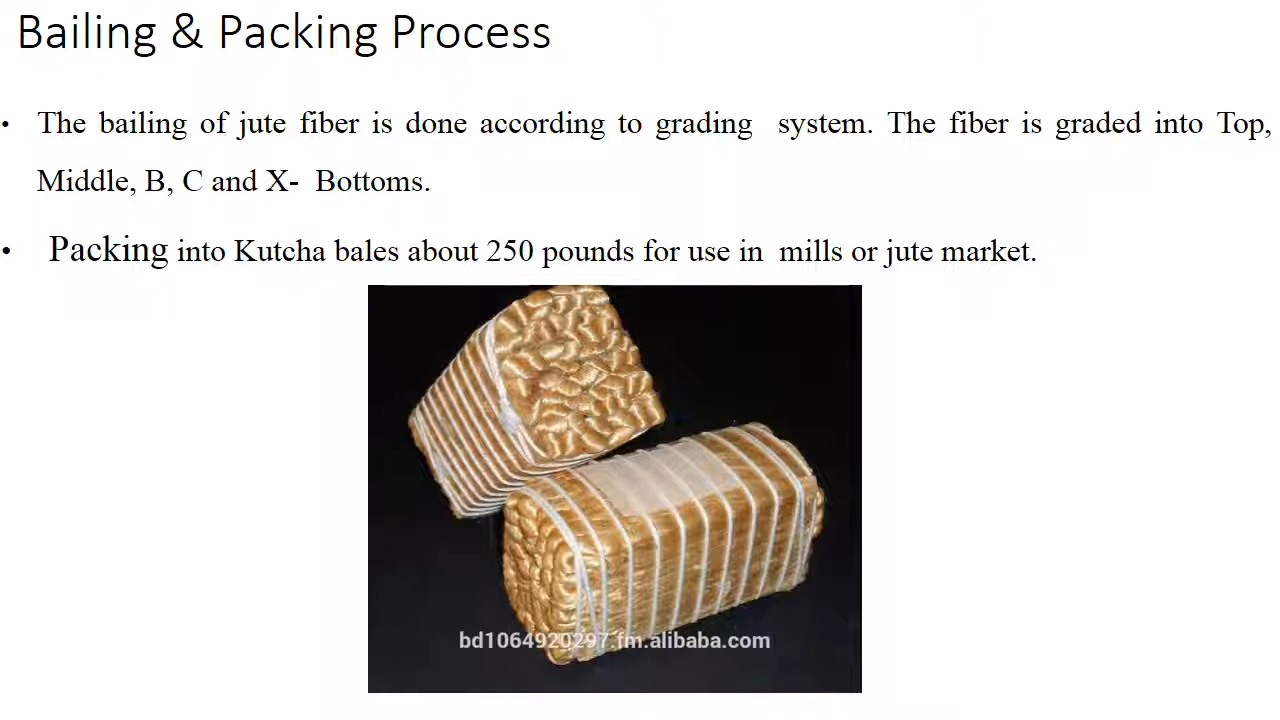 Bailing & Packing Process
• The bailing of jute fiber is done according to grading system. The fiber is graded into Top,
Middle, B, C and X- Bottoms.
• Packing into Kutcha bales about 250 pounds for use in mills or jute market.
bd1064920297.fm.alibaba.com